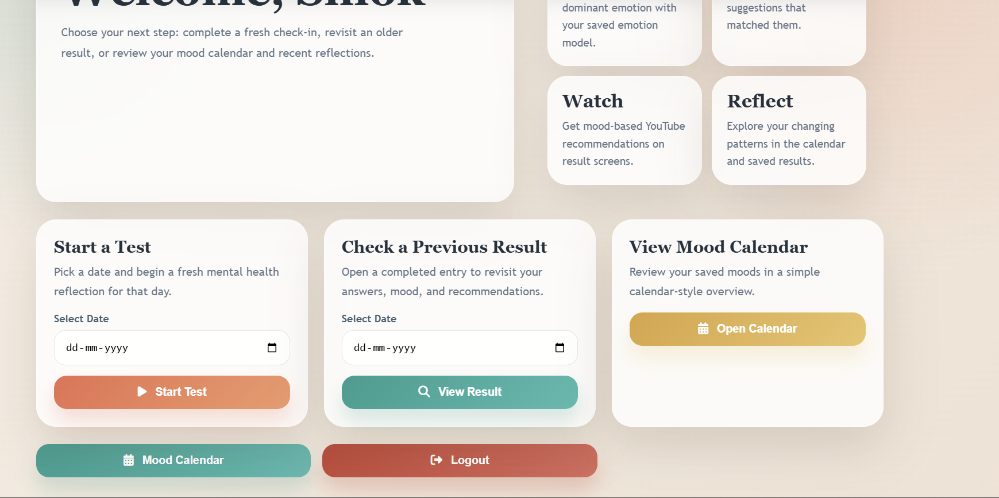 Welcome,
Choose your next step: complete a fresh check-in, revisit an older
result, or review your mood calendar and recent reflections.
dominant emotion with
your saved emotion
model.
suggestions that
matched them.
Watch
Get mood-based YouTube
recommendations on
result screens.
Reflect
Explore your changing
patterns in the calendar
and saved results.
Start a Test
Pick a date and begin a fresh mental health
reflection for that day.
Select Date
dd-mm-yyyy
Start Test
Check a Previous Result
Open a completed entry to revisit your
answers, mood, and recommendations.
Select Date
dd-mm-yyyy
View Result
View Mood Calendar
Review your saved moods in a simple
calendar-style overview.
Open Calendar
Mood Calendar
Logout